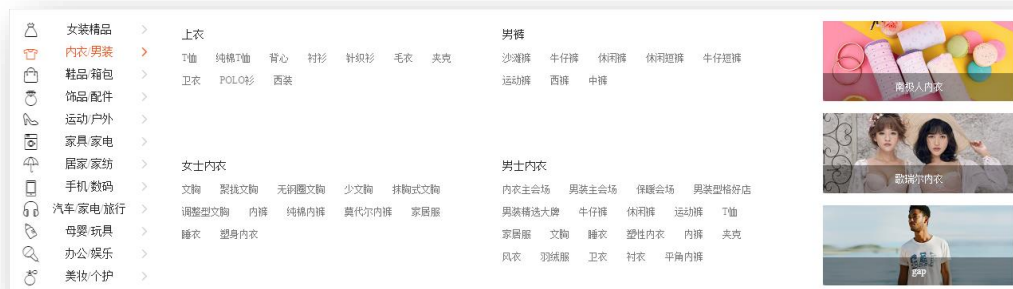 女装精品
内衣/男装
鞋品/箱包
饰品/配件
运动/户外
家具/家电
居家/家纺
手机/数码
汽车/家电/旅行
母婴/玩具
办公/娱乐
美妆/个护
上衣
T恤 纯棉T恤 背心 衬衫 针织衫 毛衣 夹克
卫衣 POLO衫 西装
男裤
沙滩裤 牛仔裤 休闲裤 休闲短裤 牛仔短裤
运动裤 西裤 中裤
女士内衣
文胸 聚拢文胸 无钢圈文胸 少文胸 抹胸式文胸
调整型文胸 内裤 纯棉内裤 莫代尔内裤 家居服
睡衣 塑身内衣
男士内衣
内衣主会场 男装主会场 保暖会场 男装型格好店
男装精选大牌 牛仔裤 休闲裤 运动裤 T恤
家居服 文胸 睡衣 塑性内衣 内裤 夹克
风衣 羽绒服 卫衣 衬衣 平角内裤
南极人内衣
歌瑞尔内衣
gap